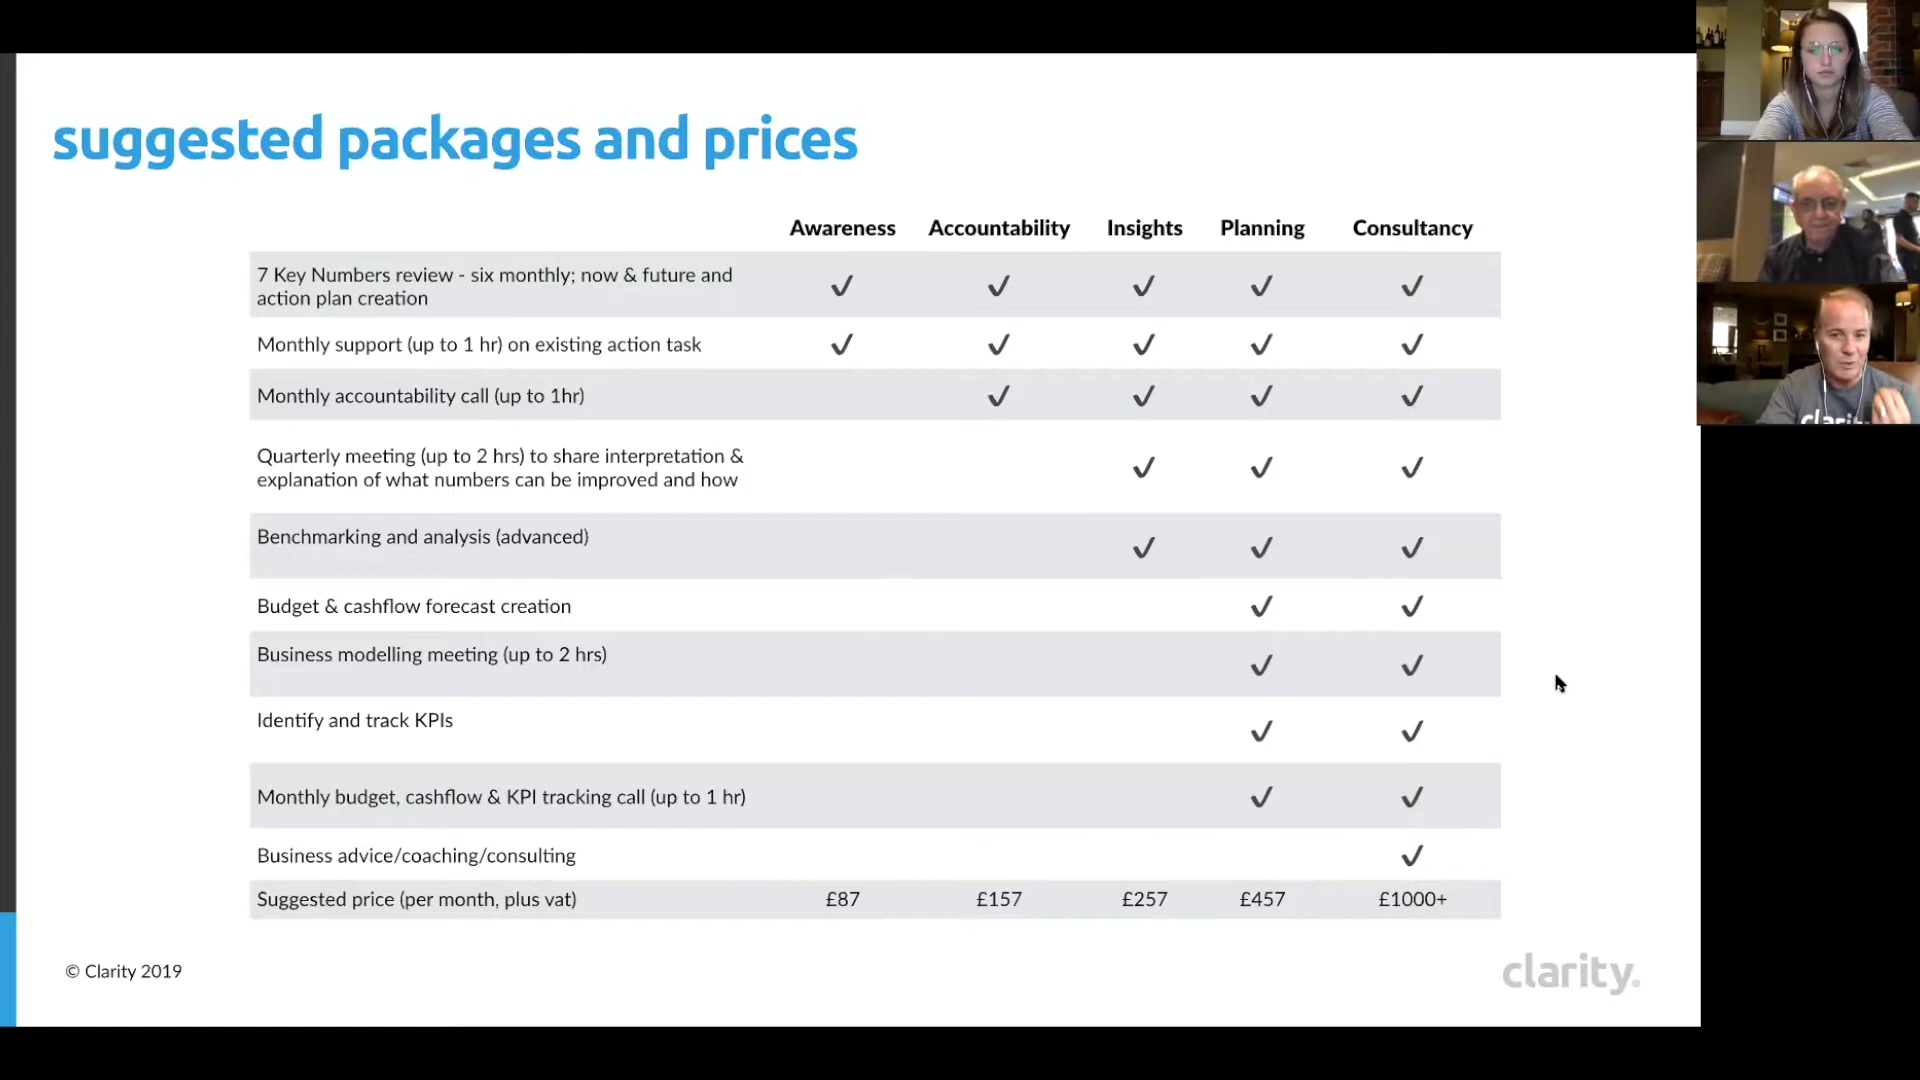 suggested packages and prices
Awareness Accountability Insights Planning Consultancy
7 Key Numbers review - six monthly; now & future and
action plan creation
Monthly support (up to 1 hr) on existing action task
Monthly accountability call (up to 1hr)
Quarterly meeting (up to 2 hrs) to share interpretation &
explanation of what numbers can be improved and how
Benchmarking and analysis (advanced)
Budget & cashflow forecast creation
Business modelling meeting (up to 2 hrs)
Identify and track KPIs
Monthly budget, cashflow & KPI tracking call (up to 1 hr)
Business advice/coaching/consulting
Suggested price (per month, plus vat) £87 £157 £257 £457 £1000+
© Clarity 2019
clarity.